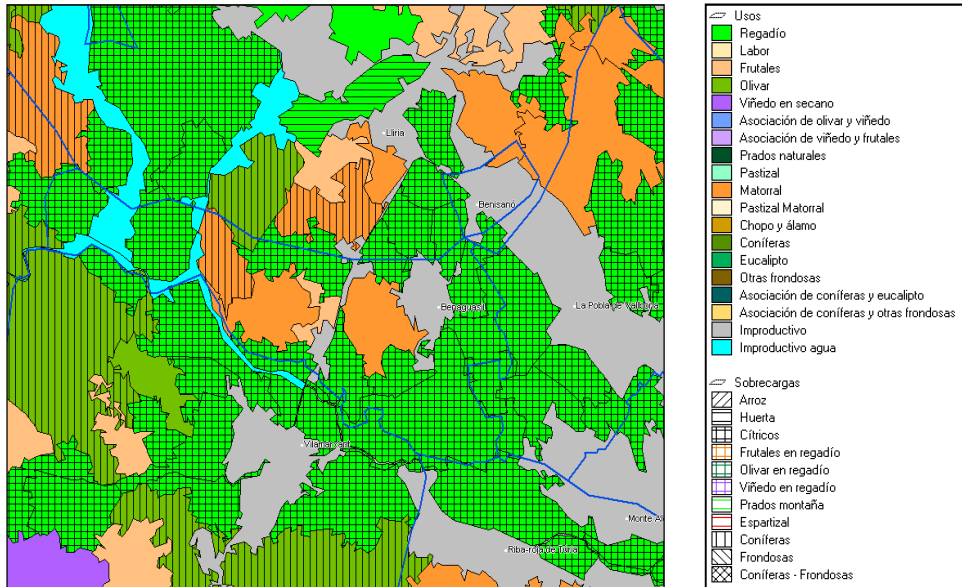 Llíria
Benisanó
Benaguasil
La Pobla de Vallbona
Vilamarxant
Monte Al
Riba-roja de Túria
Usos
Regadío
Labor
Frutales
Olivar
Viñedo en secano
Asociación de olivar y viñedo
Asociación de viñedo y frutales
Prados naturales
Pastizal
Matorral
Pastizal Matorral
Chopo y álamo
Coníferas
Eucalipto
Otras frondosas
Asociación de coníferas y eucalipto
Asociación de coníferas y otras frondosas
Improductivo
Improductivo agua
Sobrecargas
Arroz
Huerta
Cítricos
Frutales en regadío
Olivar en regadío
Viñedo en regadío
Prados montaña
Espartizal
Coníferas
Frondosas
Coníferas - Frondosas